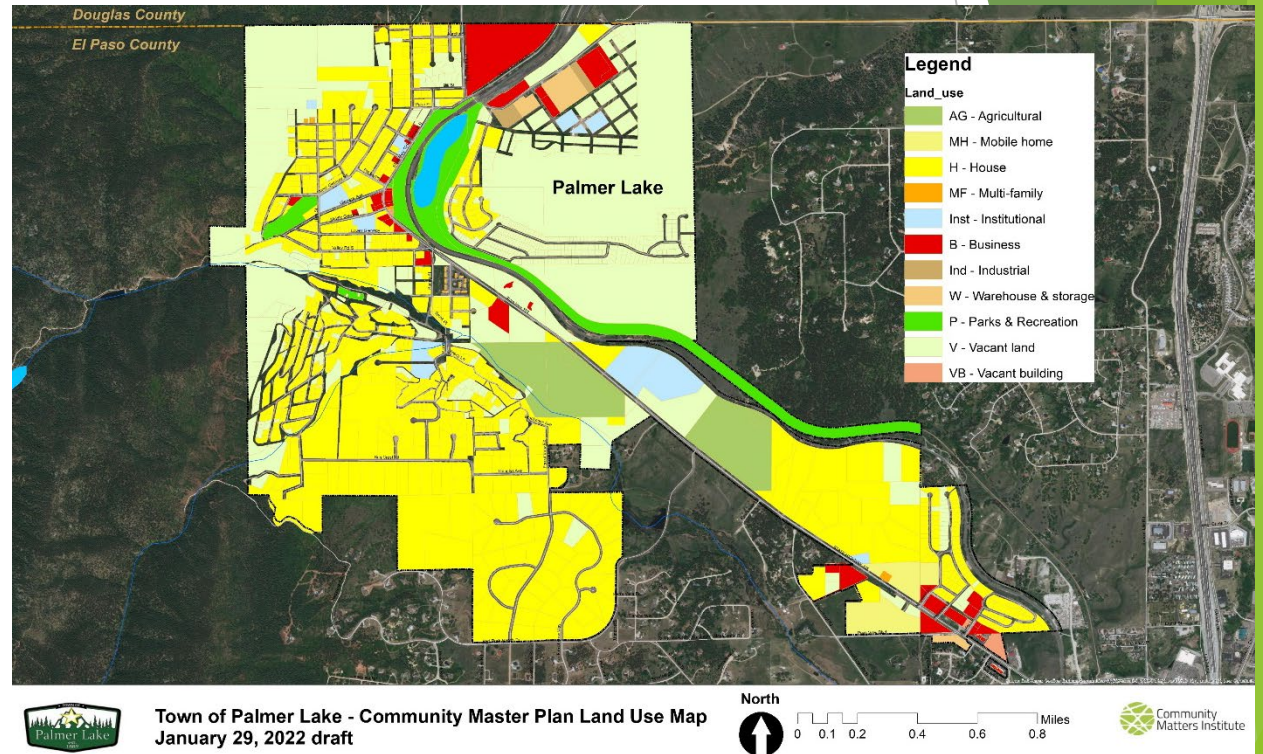 Douglas County
El Paso County
Legend
Land_use
AG - Agricultural
MH - Mobile home
H - House
MF - Multi-family
Inst - Institutional
B - Business
Ind - Industrial
W - Warehouse & storage
P - Parks & Recreation
V - Vacant land
VB - Vacant building
Palmer Lake
Palmer Lake
Town of Palmer Lake - Community Master Plan Land Use Map
January 29, 2022 draft
North
Miles
0 0.1 0.2 0.4 0.6 0.8
Community
Matters Institute